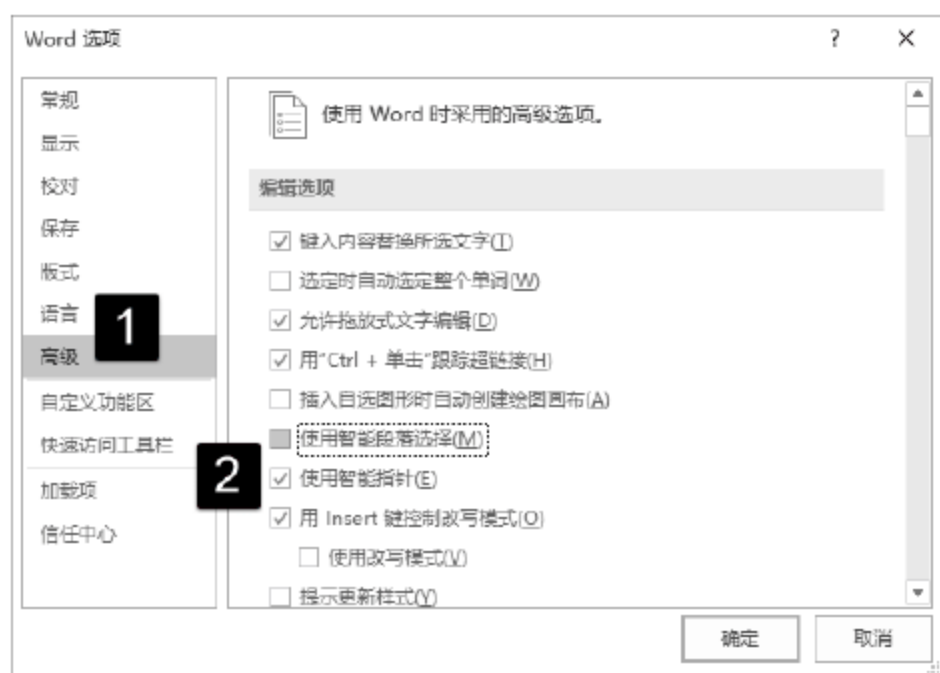 Word 选项
?
×
常规
显示
校对
保存
版式
语言
高级
自定义功能区
快速访问工具栏
加载项
信任中心
1
2
使用 Word 时采用的高级选项。
编辑选项
键入内容替换所选文字(T)
选定时自动选定整个单词(W)
允许拖放式文字编辑(D)
用"Ctrl + 单击"跟踪超链接(H)
插入自选图形时自动创建绘图画布(A)
使用智能段落选择(M)
使用智能指针(E)
用 Insert 键控制改写模式(O)
使用改写模式(V)
提示更新样式(Y)
确定
取消